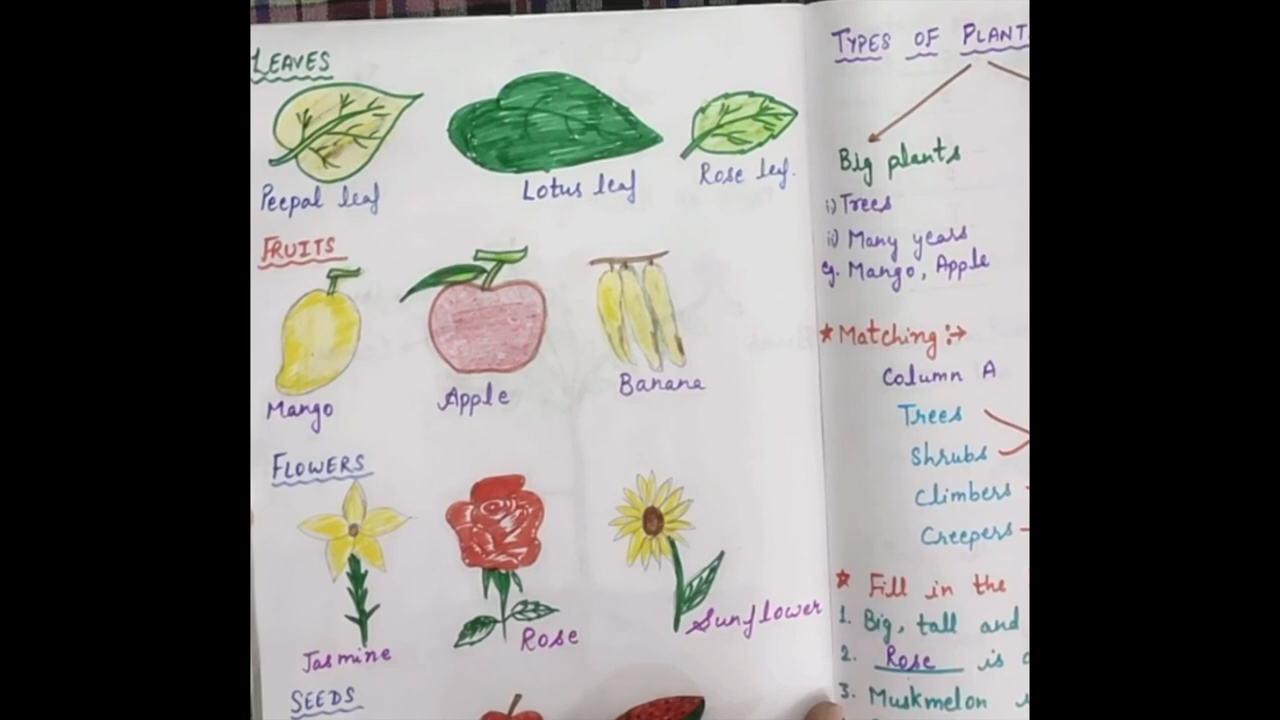 LEAVES
Peepal leaf
Lotus leaf
Rose leaf.
FRUITS
Mango
Apple
Banana
FLOWERS
Jasmine
Rose
Sunflower
SEEDS
TYPES OF PLANT
Big plants
i) Trees
ii) Many years
eg. Mango, Apple
* Matching :→
Column A
Trees
Shrubs
Climbers
Creepers
* Fill in the
1. Big, tall and
2. Rose is
3. Muskmelon